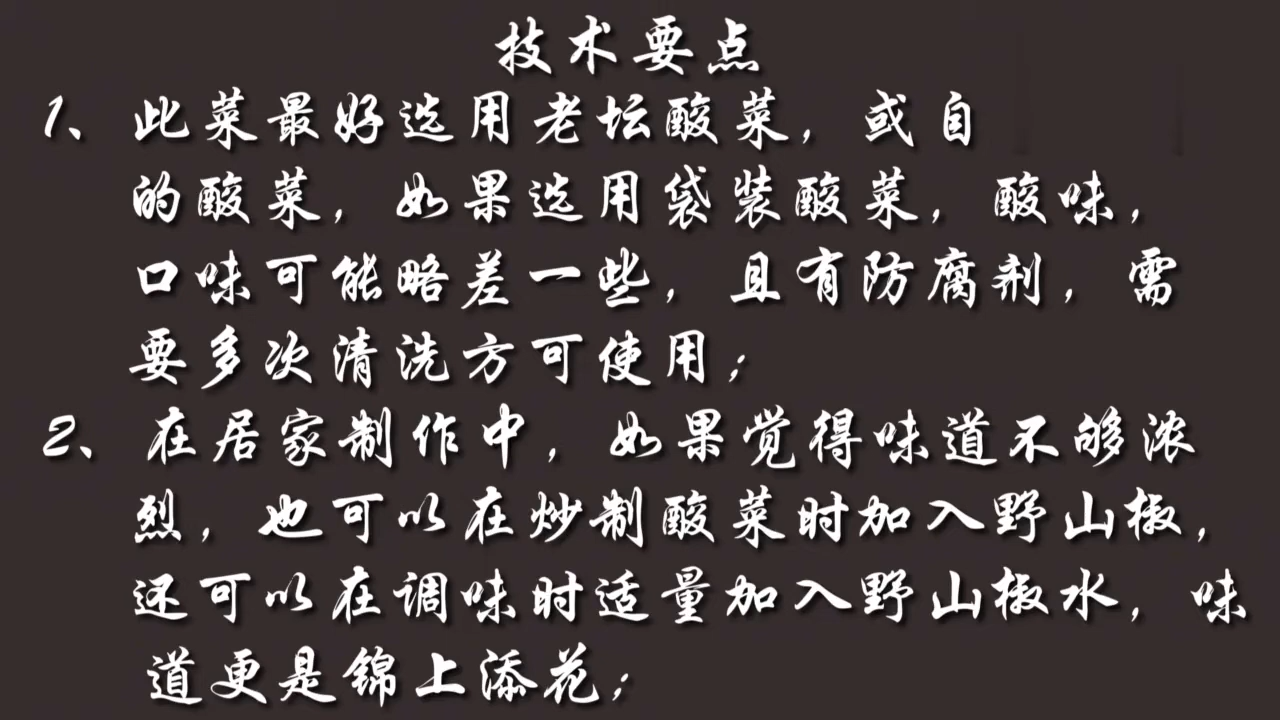 技术要点
1、此菜最好选用老坛酸菜，或自
的酸菜，如果选用袋装酸菜，酸味，
口味可能略差一些，且有防腐剂，需
要多次清洗方可使用；
2、在居家制作中，如果觉得味道不够浓
烈，也可以在炒制酸菜时加入野山椒，
还可以在调味时适量加入野山椒水，味
道更是锦上添花；